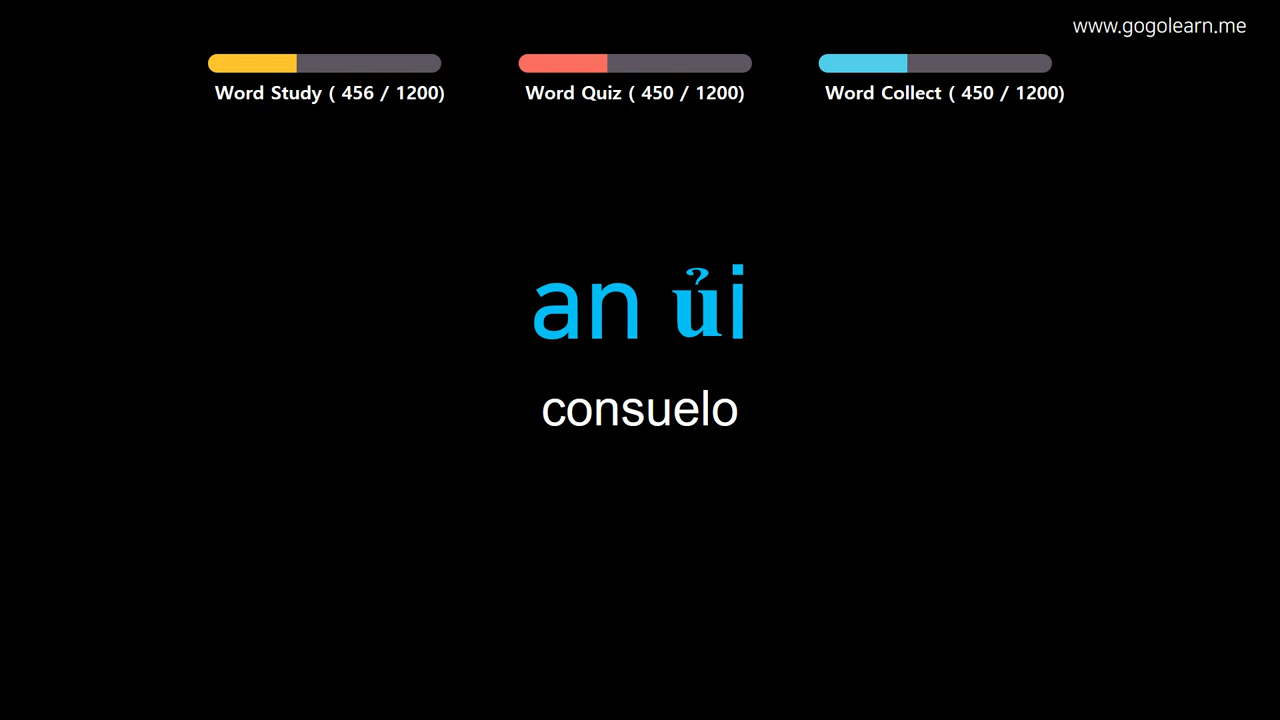 www.gogolearn.me
Word Study ( 456 / 1200)
Word Quiz ( 450 / 1200)
Word Collect ( 450 / 1200)
an ủi
consuelo